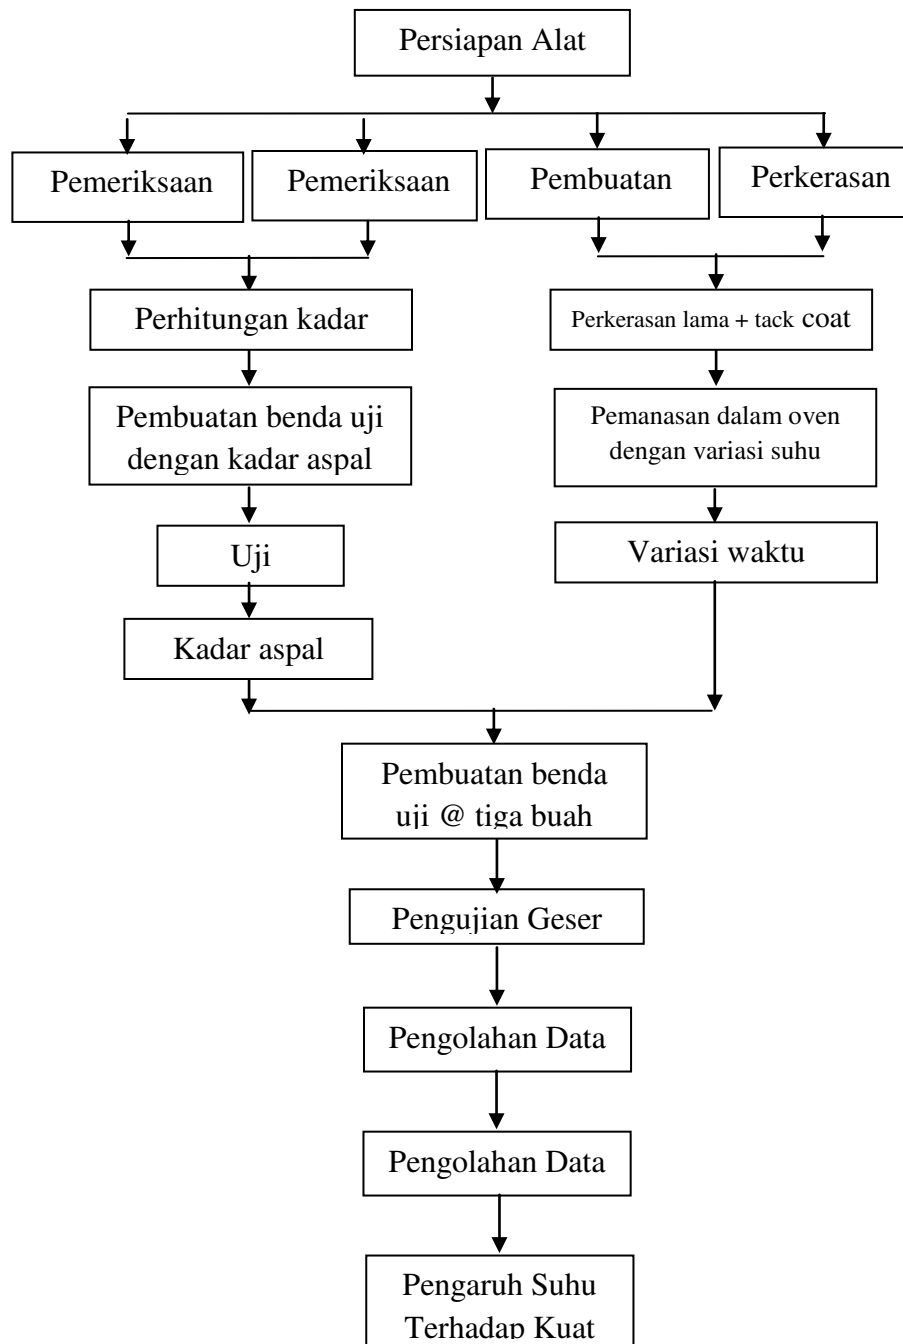 Persiapan Alat
Pemeriksaan
Pemeriksaan
Pembuatan
Perkerasan
Perhitungan kadar
Perkerasan lama + tack coat
Pembuatan benda uji
dengan kadar aspal
Pemanasan dalam oven
dengan variasi suhu
Uji
Variasi waktu
Kadar aspal
Pembuatan benda
uji @ tiga buah
Pengujian Geser
Pengolahan Data
Pengolahan Data
Pengaruh Suhu
Terhadap Kuat